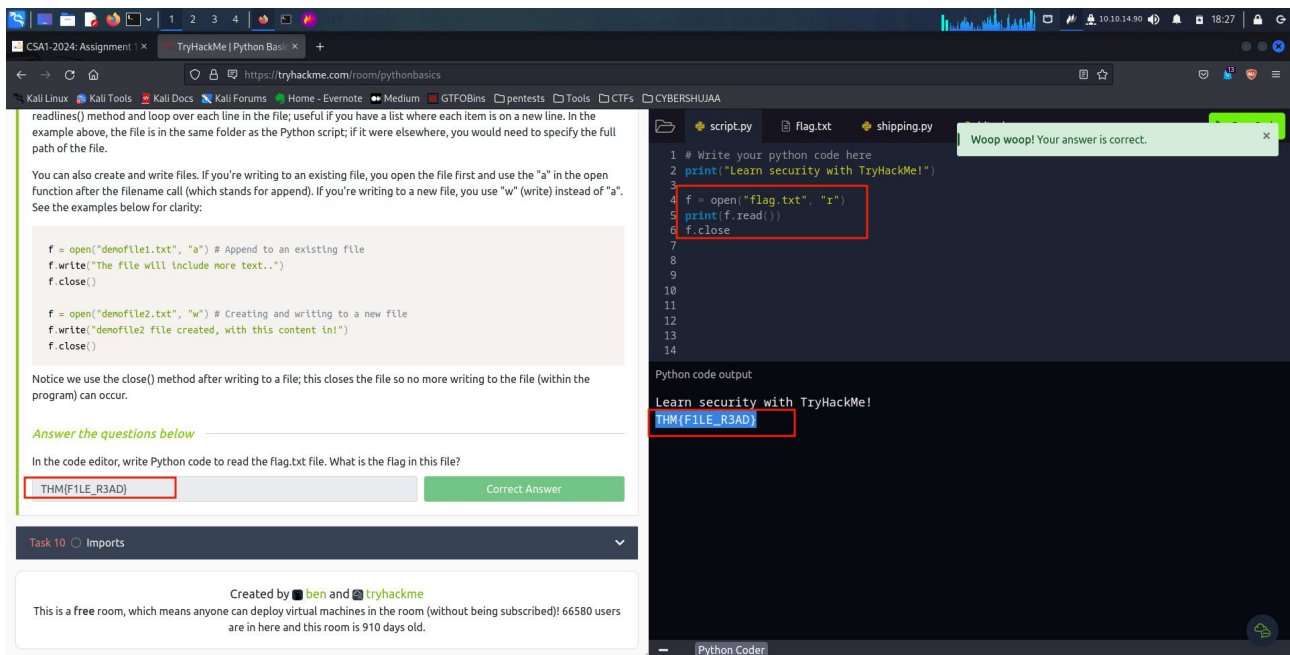 1 2 3 4
10.10.14.90 18:27
CSA1-2024: Assignment 1 × TryHackMe | Python Basic × +
https://tryhackme.com/room/pythonbasics
13
Kali Linux Kali Tools Kali Docs Kali Forums Home - Evernote Medium GTFOBins pentests Tools CTFs CYBERSHUJAA
readlines() method and loop over each line in the file; useful if you have a list where each item is on a new line. In the
example above, the file is in the same folder as the Python script; if it were elsewhere, you would need to specify the full
path of the file.
You can also create and write files. If you're writing to an existing file, you open the file first and use the "a" in the open
function after the filename call (which stands for append). If you're writing to a new file, you use "w" (write) instead of "a".
See the examples below for clarity:
f = open("demofile1.txt", "a") # Append to an existing file
f.write("The file will include more text..")
f.close()
f = open("demofile2.txt", "w") # Creating and writing to a new file
f.write("demofile2 file created, with this content in!")
f.close()
Notice we use the close() method after writing to a file; this closes the file so no more writing to the file (within the
program) can occur.
Answer the questions below
In the code editor, write Python code to read the flag.txt file. What is the flag in this file?
THM{F1LE_R3AD}
Correct Answer
Task 10 Imports
Created by ben and tryhackme
This is a free room, which means anyone can deploy virtual machines in the room (without being subscribed)! 66580 users
are in here and this room is 910 days old.
script.py flag.txt shipping.py
Woop woop! Your answer is correct. ×
1 # Write your python code here
2 print("Learn security with TryHackMe!")
3
4 f = open("flag.txt", "r")
5 print(f.read())
6 f.close
7
8
9
10
11
12
13
14
Python code output
Learn security with TryHackMe!
THM{F1LE_R3AD}
Python Coder